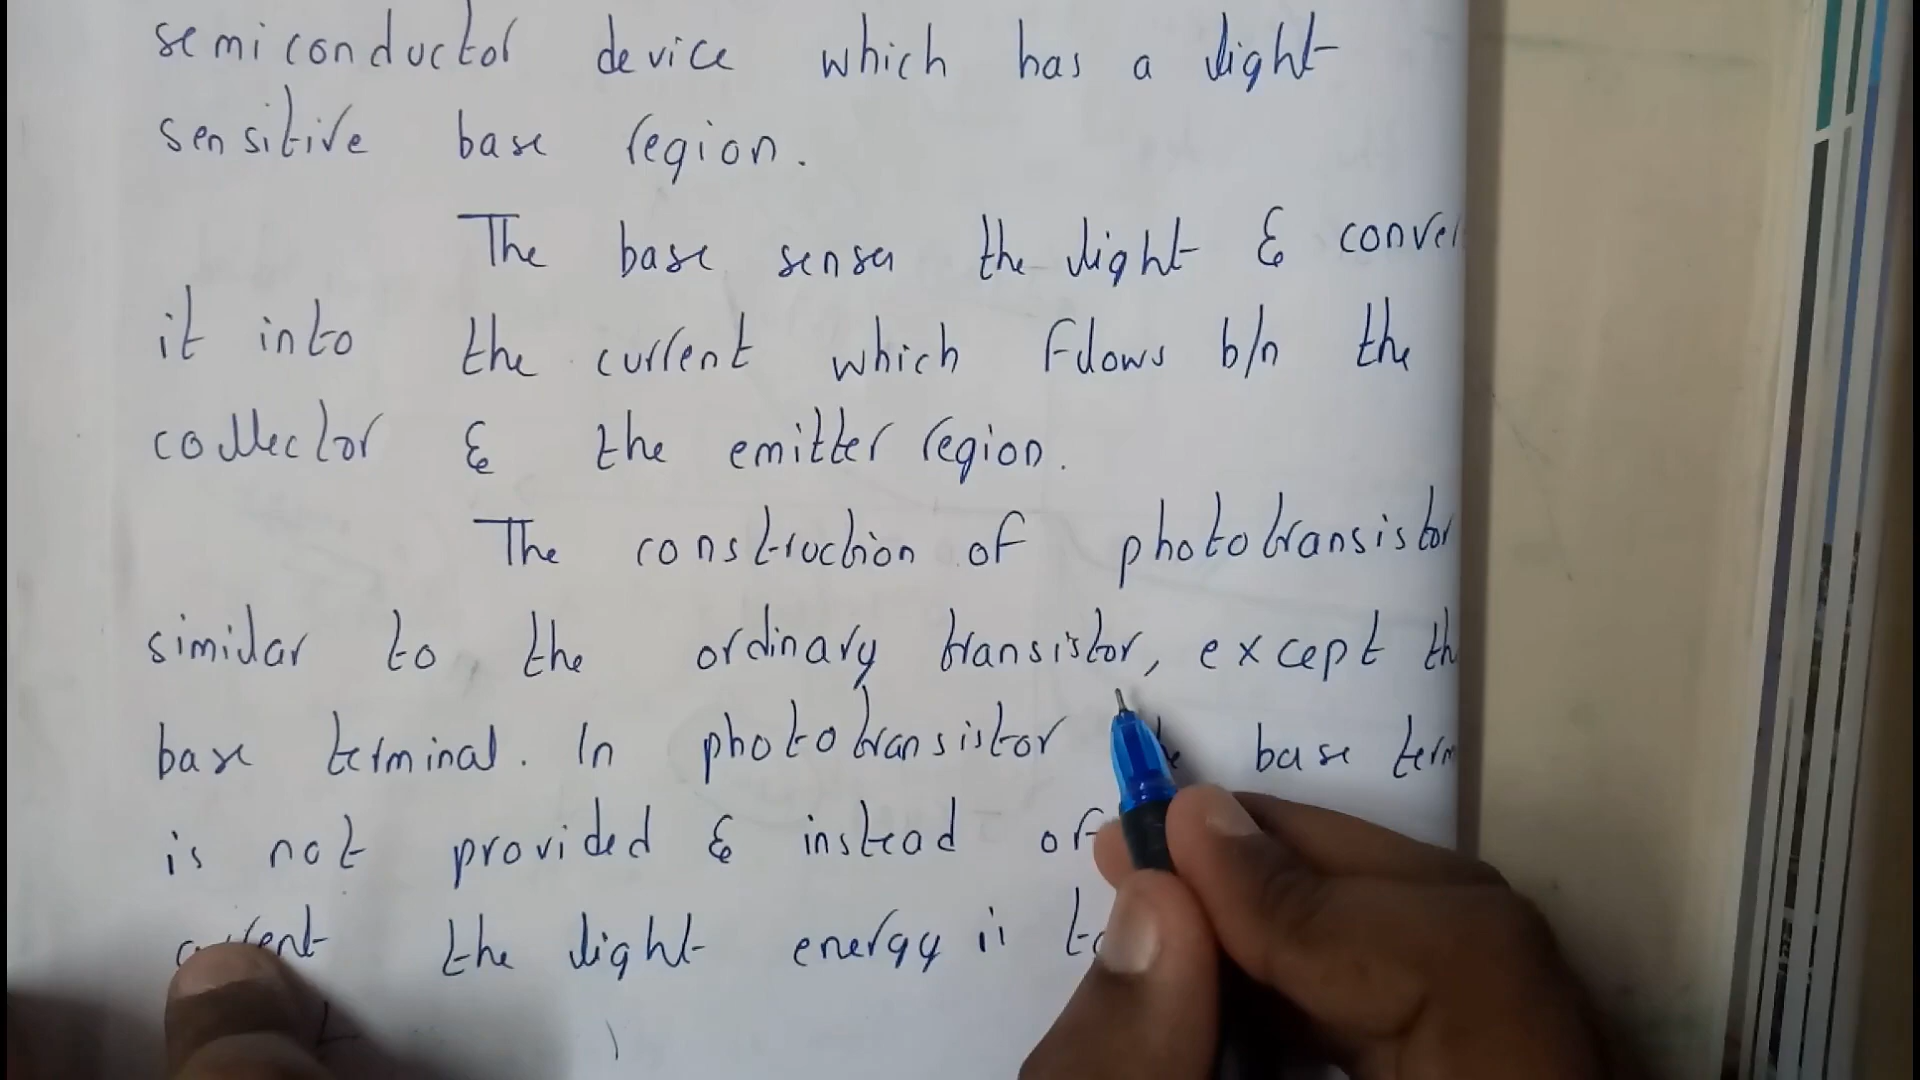 semiconductor device which has a light
sensitive base region.
The base senses the light & conver
it into the current which flows b/n the
collector & the emitter region.
The construction of phototransistor
similar to the ordinary transistor, except th
base terminal. In phototransistor base term
is not provided & instead of
current the light energy is